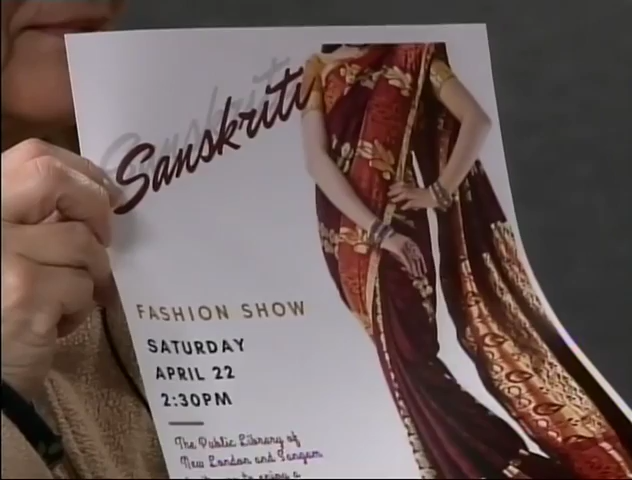 Sanskriti
FASHION SHOW
SATURDAY
APRIL 22
2:30PM
The Public Library of
New London and Sangam